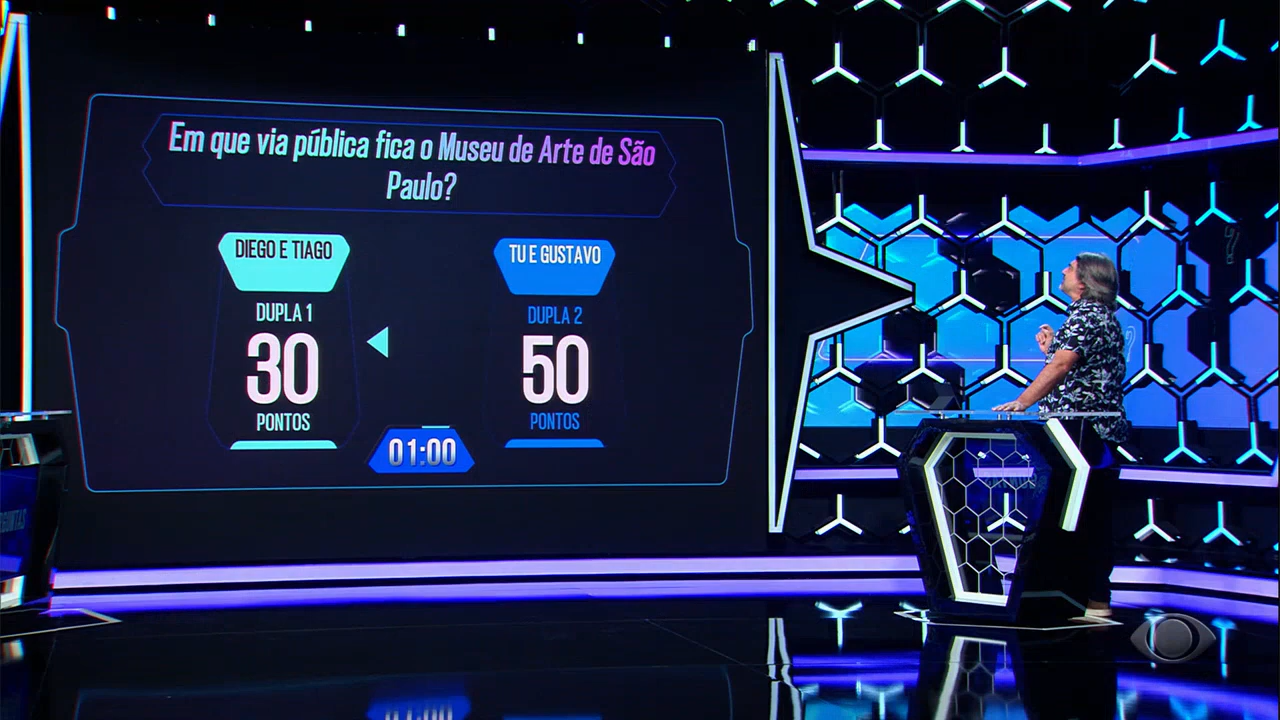 Em que via pública fica o Museu de Arte de São
Paulo?
DIEGO E TIAGO
TU E GUSTAVO
DUPLA 1
DUPLA 2
30
50
PONTOS
PONTOS
01:00